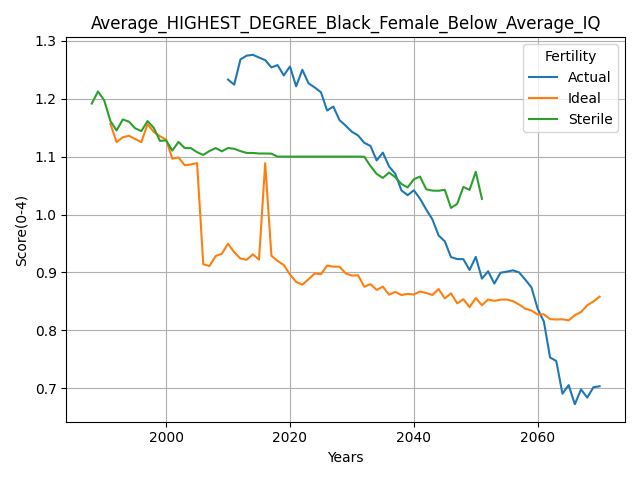 Average_HIGHEST_DEGREE_Black_Female_Below_Average_IQ
Fertility
Actual
Ideal
Sterile
Score(0-4)
1.3
1.2
1.1
1.0
0.9
0.8
0.7
2000
2020
2040
2060
Years